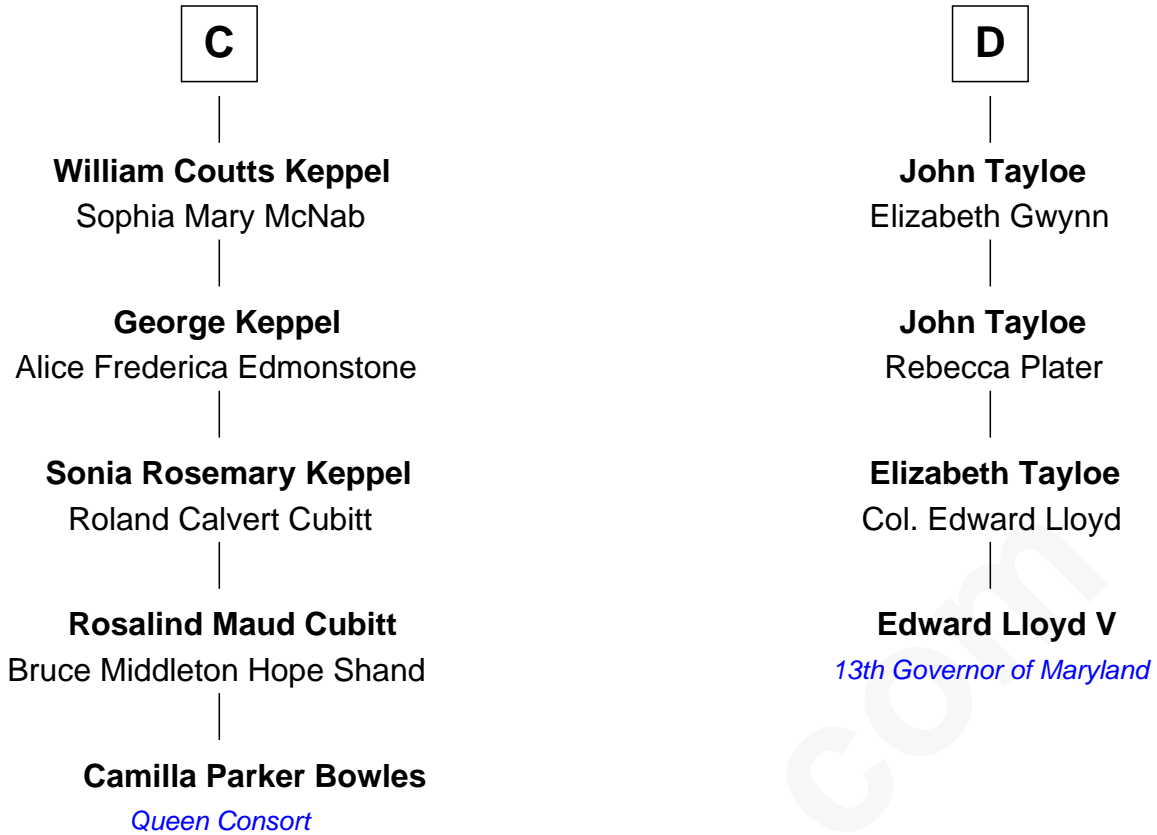 C
William Coutts Keppel
Sophia Mary McNab
George Keppel
Alice Frederica Edmonstone
Sonia Rosemary Keppel
Roland Calvert Cubitt
Rosalind Maud Cubitt
Bruce Middleton Hope Shand
Camilla Parker Bowles
Queen Consort
D
John Tayloe
Elizabeth Gwynn
John Tayloe
Rebecca Plater
Elizabeth Tayloe
Col. Edward Lloyd
Edward Lloyd V
13th Governor of Maryland
com